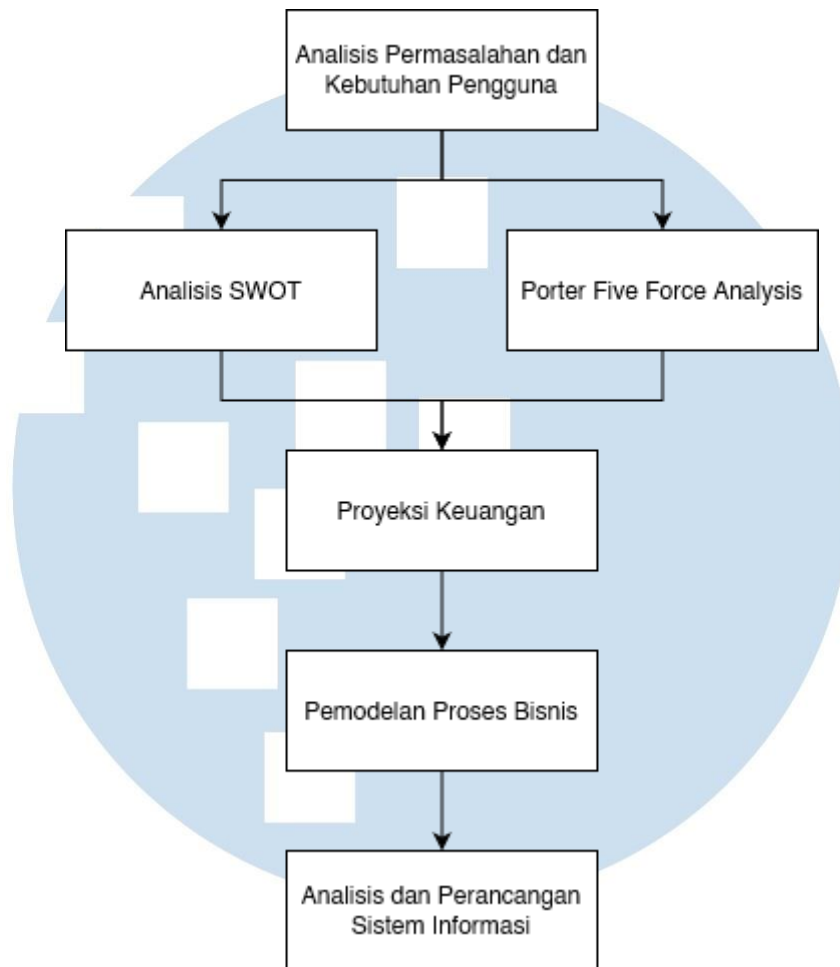 Analisis Permasalahan dan
Kebutuhan Pengguna
Analisis SWOT
Porter Five Force Analysis
Proyeksi Keuangan
Pemodelan Proses Bisnis
Analisis dan Perancangan
Sistem Informasi